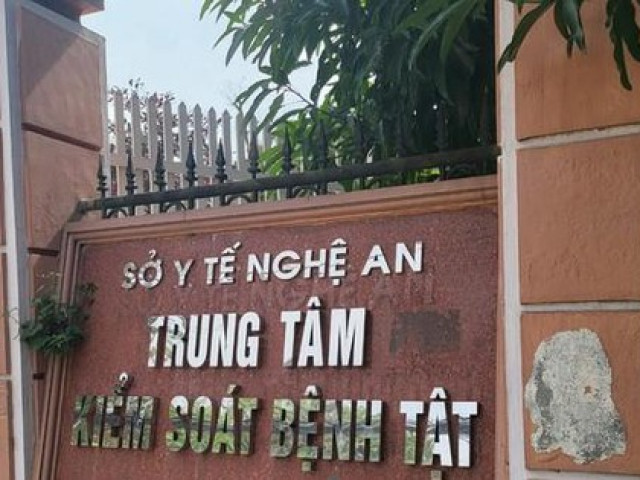 SỞ Y TẾ NGHỆ AN
TRUNG TÂM
KIỂM SOÁT BỆNH TẬT